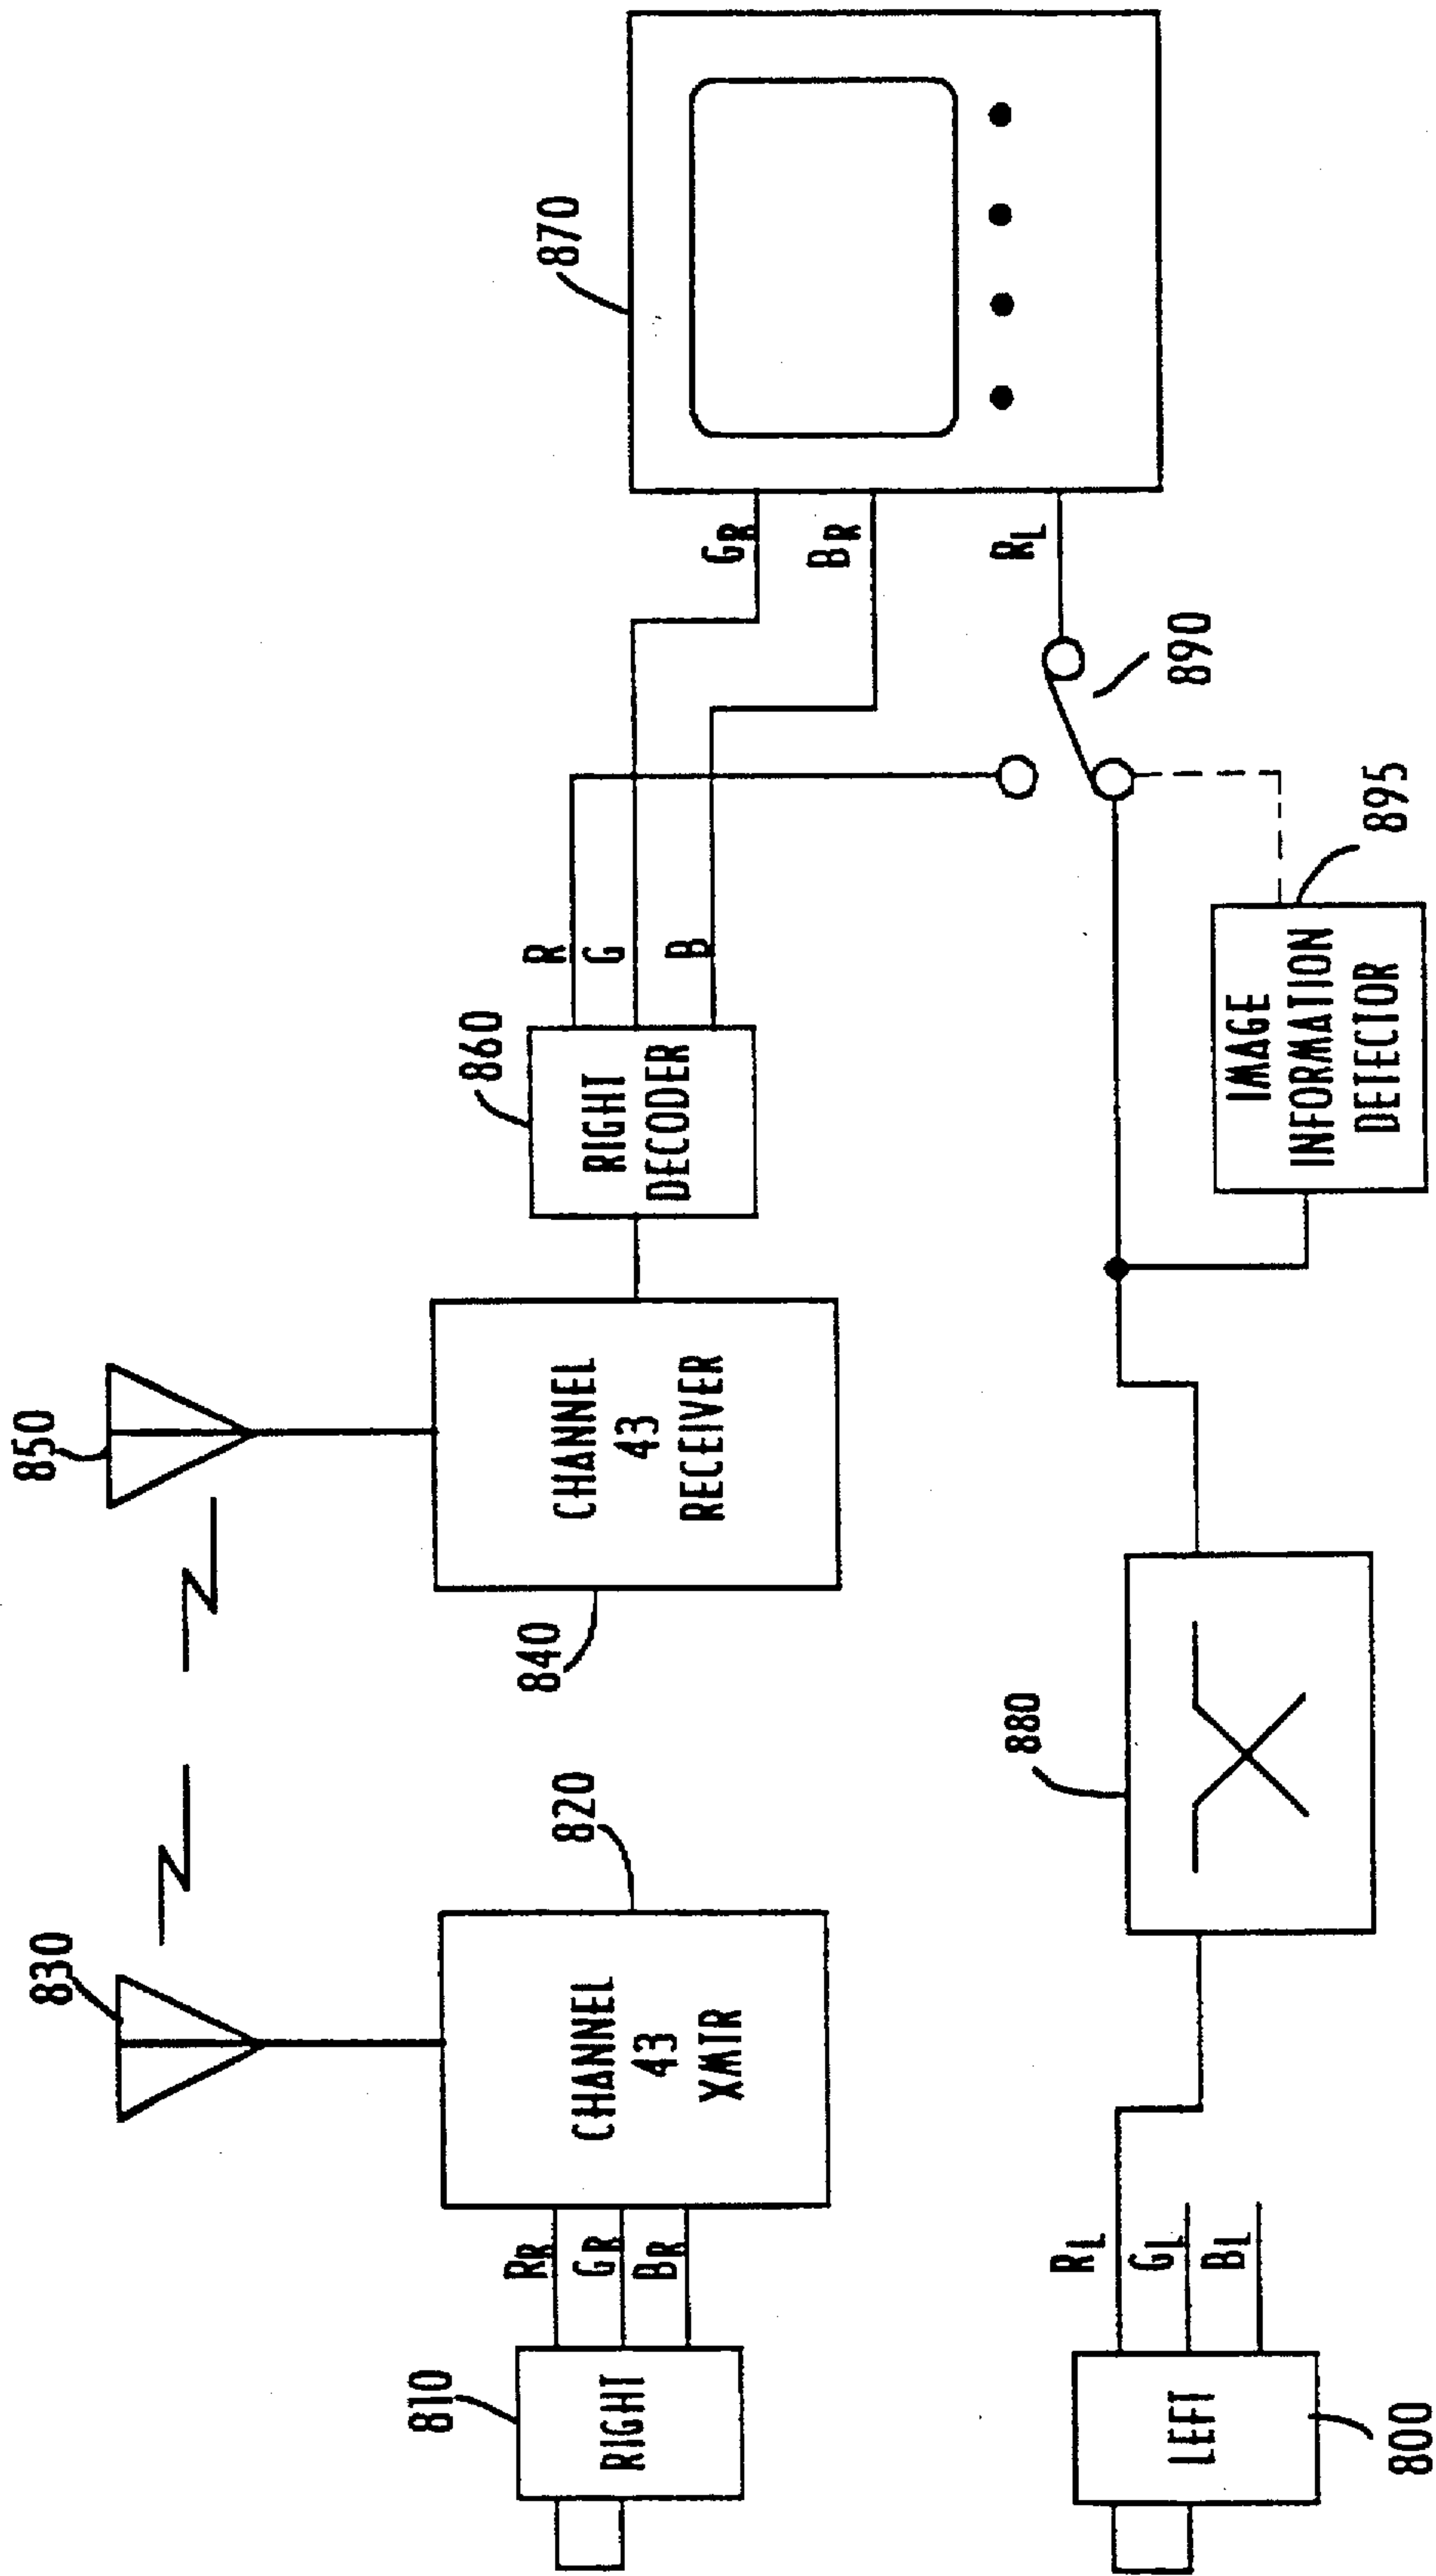 850
830
870
860
840
820
810
RIGHT
R_R
G_R
B_R
CHANNEL
43
XMTR
CHANNEL
43
RECEIVER
RIGHT
DECODER
R
G
B
G_R
B_R
R_L
890
880
895
IMAGE
INFORMATION
DETECTOR
R_L
G_L
B_L
LEFT
800